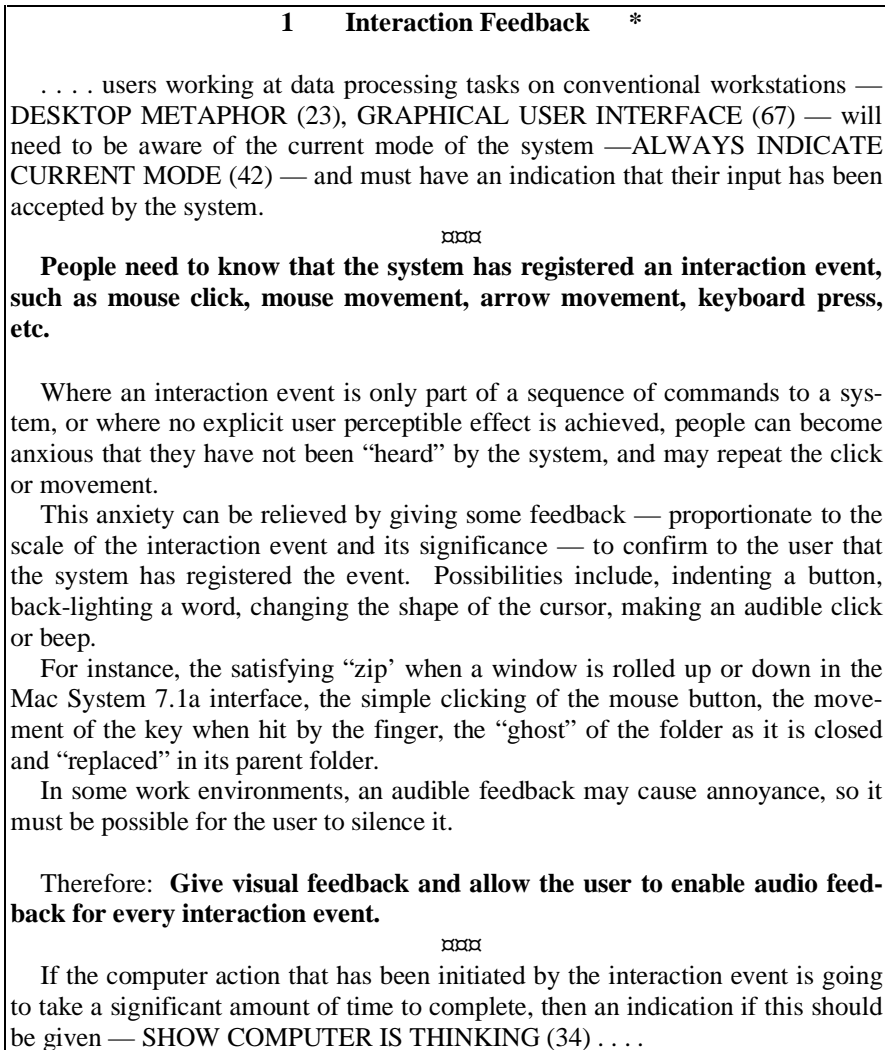 1 Interaction Feedback *
. . . . users working at data processing tasks on conventional workstations —
DESKTOP METAPHOR (23), GRAPHICAL USER INTERFACE (67) — will
need to be aware of the current mode of the system —ALWAYS INDICATE
CURRENT MODE (42) — and must have an indication that their input has been
accepted by the system.
¤¤¤
People need to know that the system has registered an interaction event,
such as mouse click, mouse movement, arrow movement, keyboard press,
etc.
Where an interaction event is only part of a sequence of commands to a sys-
tem, or where no explicit user perceptible effect is achieved, people can become
anxious that they have not been “heard” by the system, and may repeat the click
or movement.
This anxiety can be relieved by giving some feedback — proportionate to the
scale of the interaction event and its significance — to confirm to the user that
the system has registered the event. Possibilities include, indenting a button,
back-lighting a word, changing the shape of the cursor, making an audible click
or beep.
For instance, the satisfying “zip’ when a window is rolled up or down in the
Mac System 7.1a interface, the simple clicking of the mouse button, the move-
ment of the key when hit by the finger, the “ghost” of the folder as it is closed
and “replaced” in its parent folder.
In some work environments, an audible feedback may cause annoyance, so it
must be possible for the user to silence it.
Therefore: Give visual feedback and allow the user to enable audio feed-
back for every interaction event.
¤¤¤
If the computer action that has been initiated by the interaction event is going
to take a significant amount of time to complete, then an indication if this should
be given — SHOW COMPUTER IS THINKING (34) . . . .